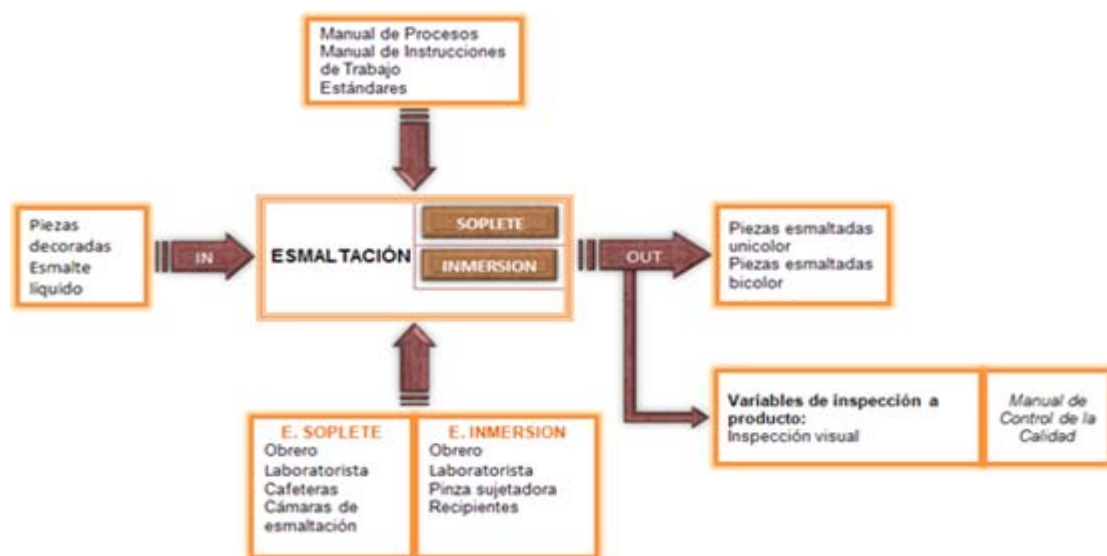 Manual de Procesos
Manual de Instrucciones
de Trabajo
Estándares
Piezas
decoradas
Esmalte
líquido
IN
ESMALTACIÓN
SOPLETE
INMERSION
OUT
Piezas esmaltadas
unicolor
Piezas esmaltadas
bicolor
E. SOPLETE
Obrero
Laboratorista
Cafeteras
Cámaras de
esmaltación
E. INMERSION
Obrero
Laboratorista
Pinza sujetadora
Recipientes
Variables de inspección a
producto:
Inspección visual
Manual de
Control de la
Calidad